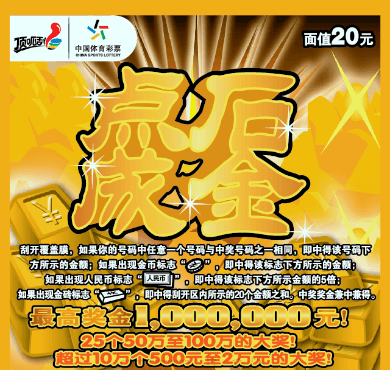 顶呱刮
中国体育彩票
CHINA SPORTS LOTTERY
面值20元
点石
成金
刮开覆盖膜，如果你的号码中任意一个号码与中奖号码之一相同，即中得该号码下
方所示的金额；如果出现金币标志“ ”，即中得该标志下方所示的金额；
如果出现人民币标志“人民币”，即中得该标志下方所示金额的5倍；
如果出现金砖标志“ ”，即中得刮开区内所示的20个金额之和。中奖奖金兼中兼得。
最高奖金1,000,000元！
25个50万至100万的大奖！
超过10万个500元至2万元的大奖！